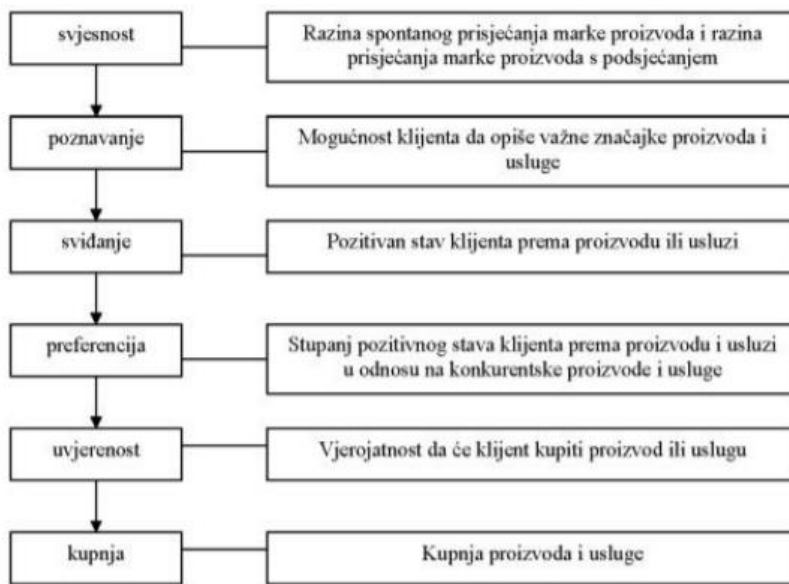 svjesnost
Razina spontanog prisjećanja marke proizvoda i razina
prisjećanja marke proizvoda s podsjećanjem
poznavanje
Mogućnost klijenta da opiše važne značajke proizvoda i
usluge
sviđanje
Pozitivan stav klijenta prema proizvodu ili usluzi
preferencija
Stupanj pozitivnog stava klijenta prema proizvodu i usluzi
u odnosu na konkurentske proizvode i usluge
uvjerenost
Vjerojatnost da će klijent kupiti proizvod ili uslugu
kupnja
Kupnja proizvoda i usluge